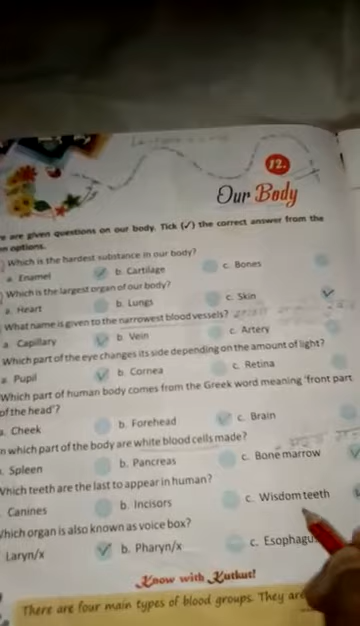 12.
Our Body
e are given questions on our body. Tick (✓) the correct answer from the
en options.
Which is the hardest substance in our body?
a. Enamel b. Cartilage c. Bones
Which is the largest organ of our body?
a. Heart b. Lungs c. Skin
What name is given to the narrowest blood vessels?
a. Capillary b. Vein c. Artery
Which part of the eye changes its side depending on the amount of light?
a. Pupil b. Cornea c. Retina
Which part of human body comes from the Greek word meaning 'front part
of the head'?
a. Cheek b. Forehead c. Brain
n which part of the body are white blood cells made?
. Spleen b. Pancreas c. Bone marrow
Which teeth are the last to appear in human?
Canines b. Incisors c. Wisdom teeth
Which organ is also known as voice box?
Laryn/x b. Pharyn/x c. Esophagu
Know with Kutkut!
There are four main types of blood groups. They are